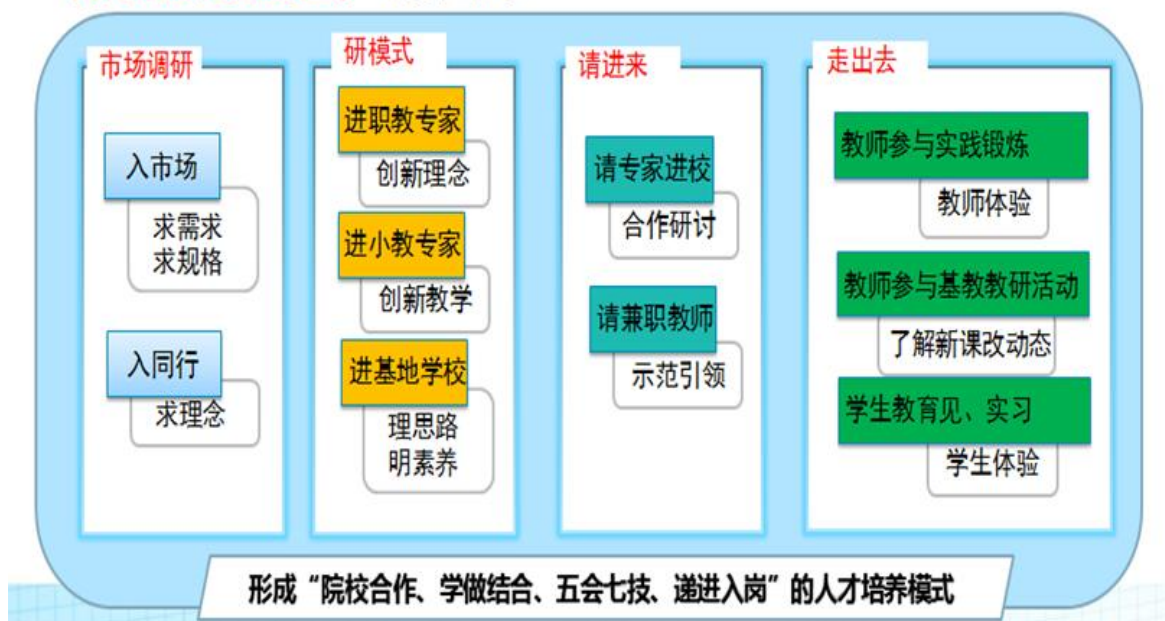 市场调研
入市场
求需求
求规格
入同行
求理念
研模式
进职教专家
创新理念
进小教专家
创新教学
进基地学校
理思路
明素养
请进来
请专家进校
合作研讨
请兼职教师
示范引领
走出去
教师参与实践锻炼
教师体验
教师参与基教教研活动
了解新课改动态
学生教育见、实习
学生体验
形成“院校合作、学做结合、五会七技、递进入岗”的人才培养模式